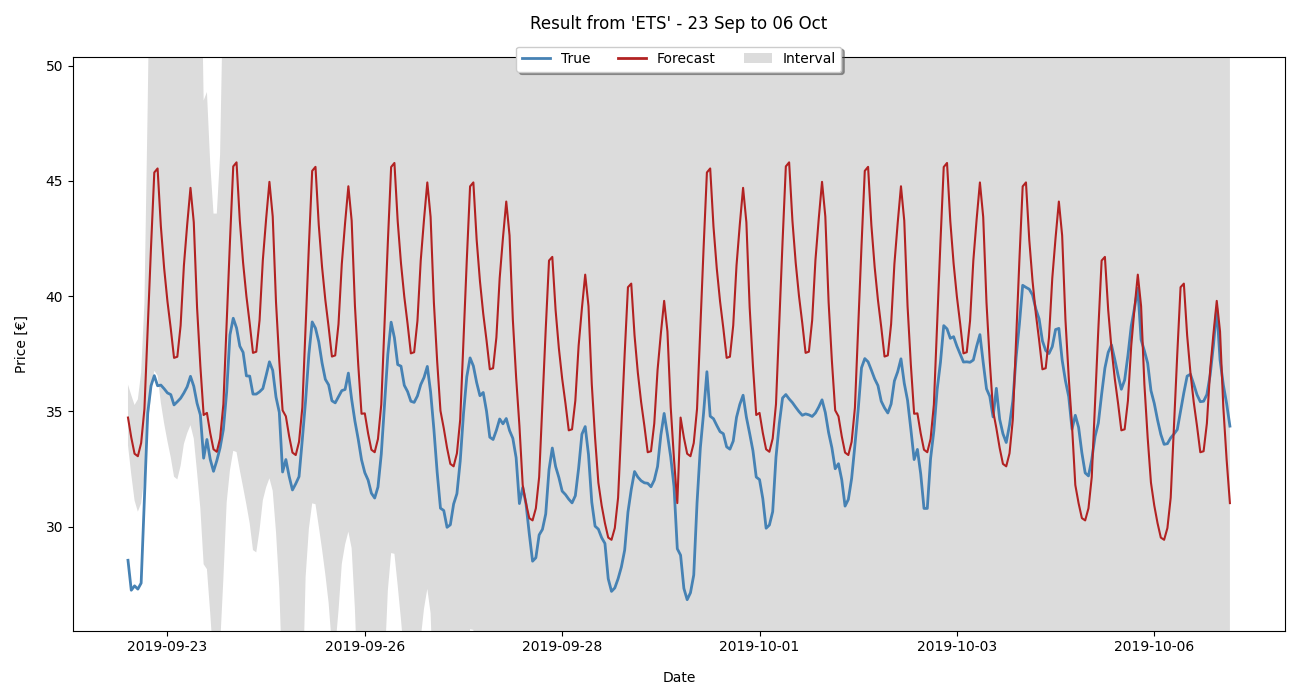 Result from 'ETS' - 23 Sep to 06 Oct
True Forecast Interval
50
45
40
35
30
Price [€]
2019-09-23 2019-09-26 2019-09-28 2019-10-01 2019-10-03 2019-10-06
Date